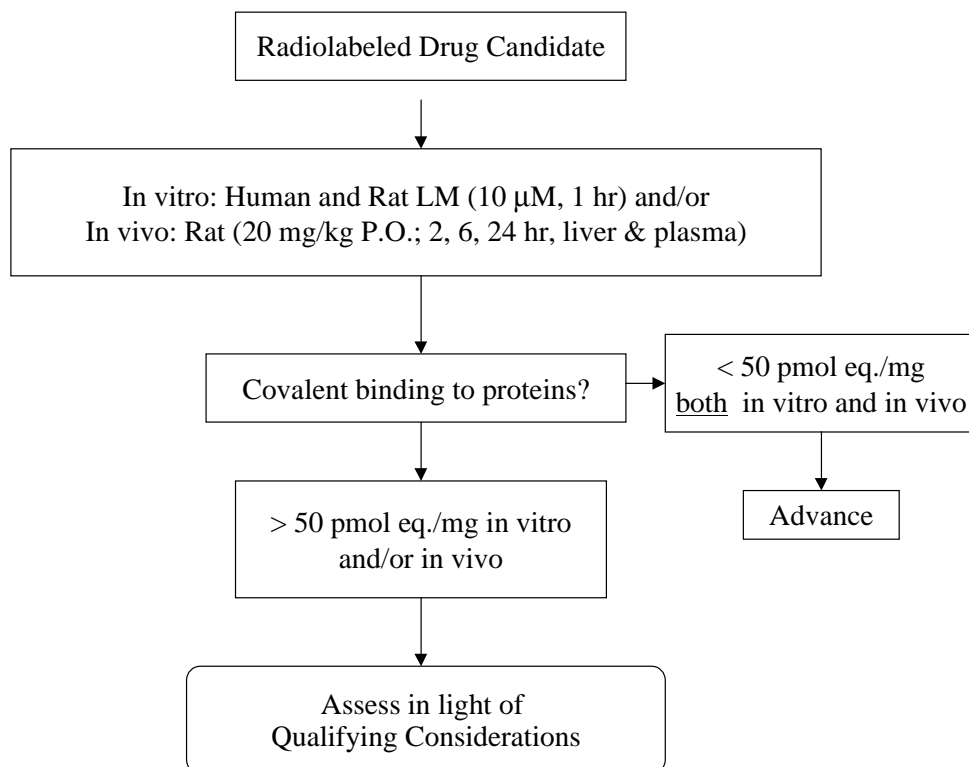 Radiolabeled Drug Candidate
In vitro: Human and Rat LM (10 μM, 1 hr) and/or
In vivo: Rat (20 mg/kg P.O.; 2, 6, 24 hr, liver & plasma)
Covalent binding to proteins?
< 50 pmol eq./mg
both in vitro and in vivo
> 50 pmol eq./mg in vitro
and/or in vivo
Advance
Assess in light of
Qualifying Considerations